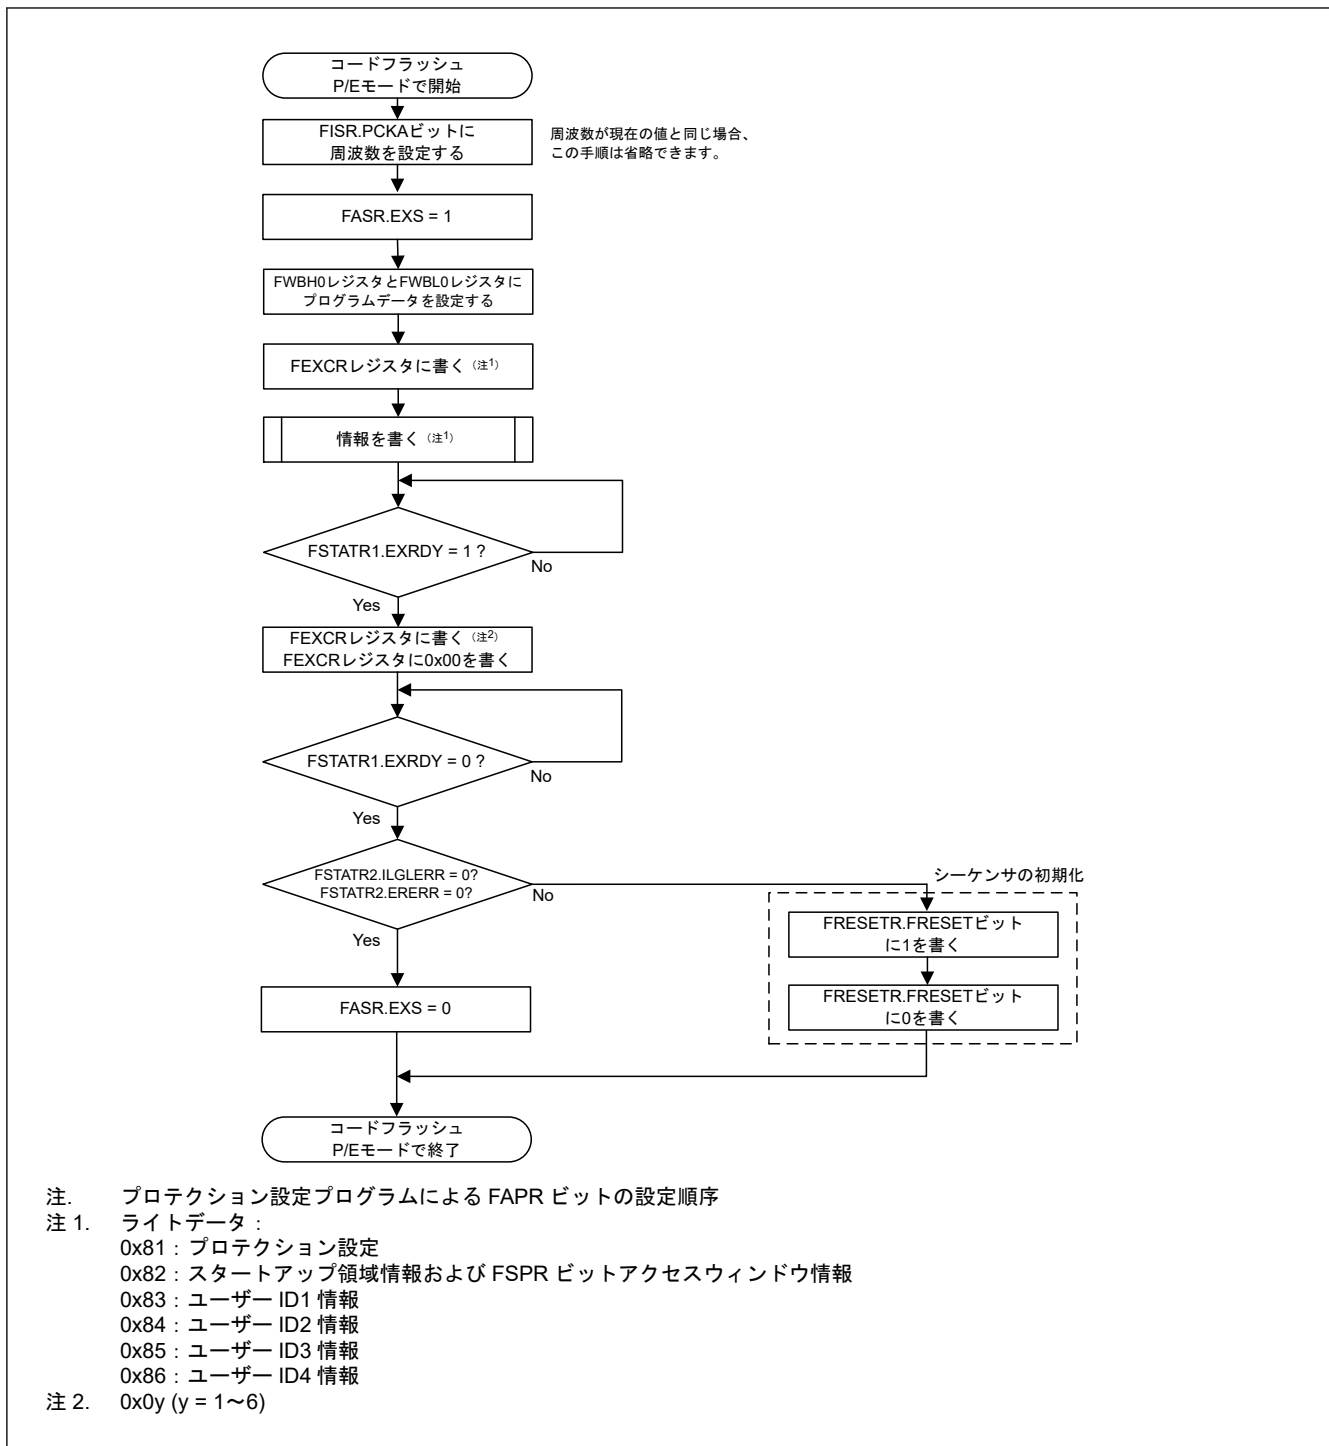 コードフラッシュ
P/Eモードで開始
FISR.PCKAビットに
周波数を設定する
周波数が現在の値と同じ場合、
この手順は省略できます。
FASR.EXS = 1
FWBH0レジスタとFWBL0レジスタに
プログラムデータを設定する
FEXCRレジスタに書く（注1）
情報を書く（注1）
FSTATR1.EXRDY = 1 ?
No
Yes
FEXCRレジスタに書く（注2）
FEXCRレジスタに0x00を書く
FSTATR1.EXRDY = 0 ?
No
Yes
FSTATR2.ILGLERR = 0?
FSTATR2.ERERR = 0?
No
Yes
シーケンサの初期化
FRESETR.FRESETビット
に1を書く
FRESETR.FRESETビット
に0を書く
FASR.EXS = 0
コードフラッシュ
P/Eモードで終了
注. プロテクション設定プログラムによる FAPR ビットの設定順序
注 1. ライトデータ：
0x81：プロテクション設定
0x82：スタートアップ領域情報および FSPR ビットアクセスウィンドウ情報
0x83：ユーザー ID1 情報
0x84：ユーザー ID2 情報
0x85：ユーザー ID3 情報
0x86：ユーザー ID4 情報
注 2. 0x0y (y = 1～6)